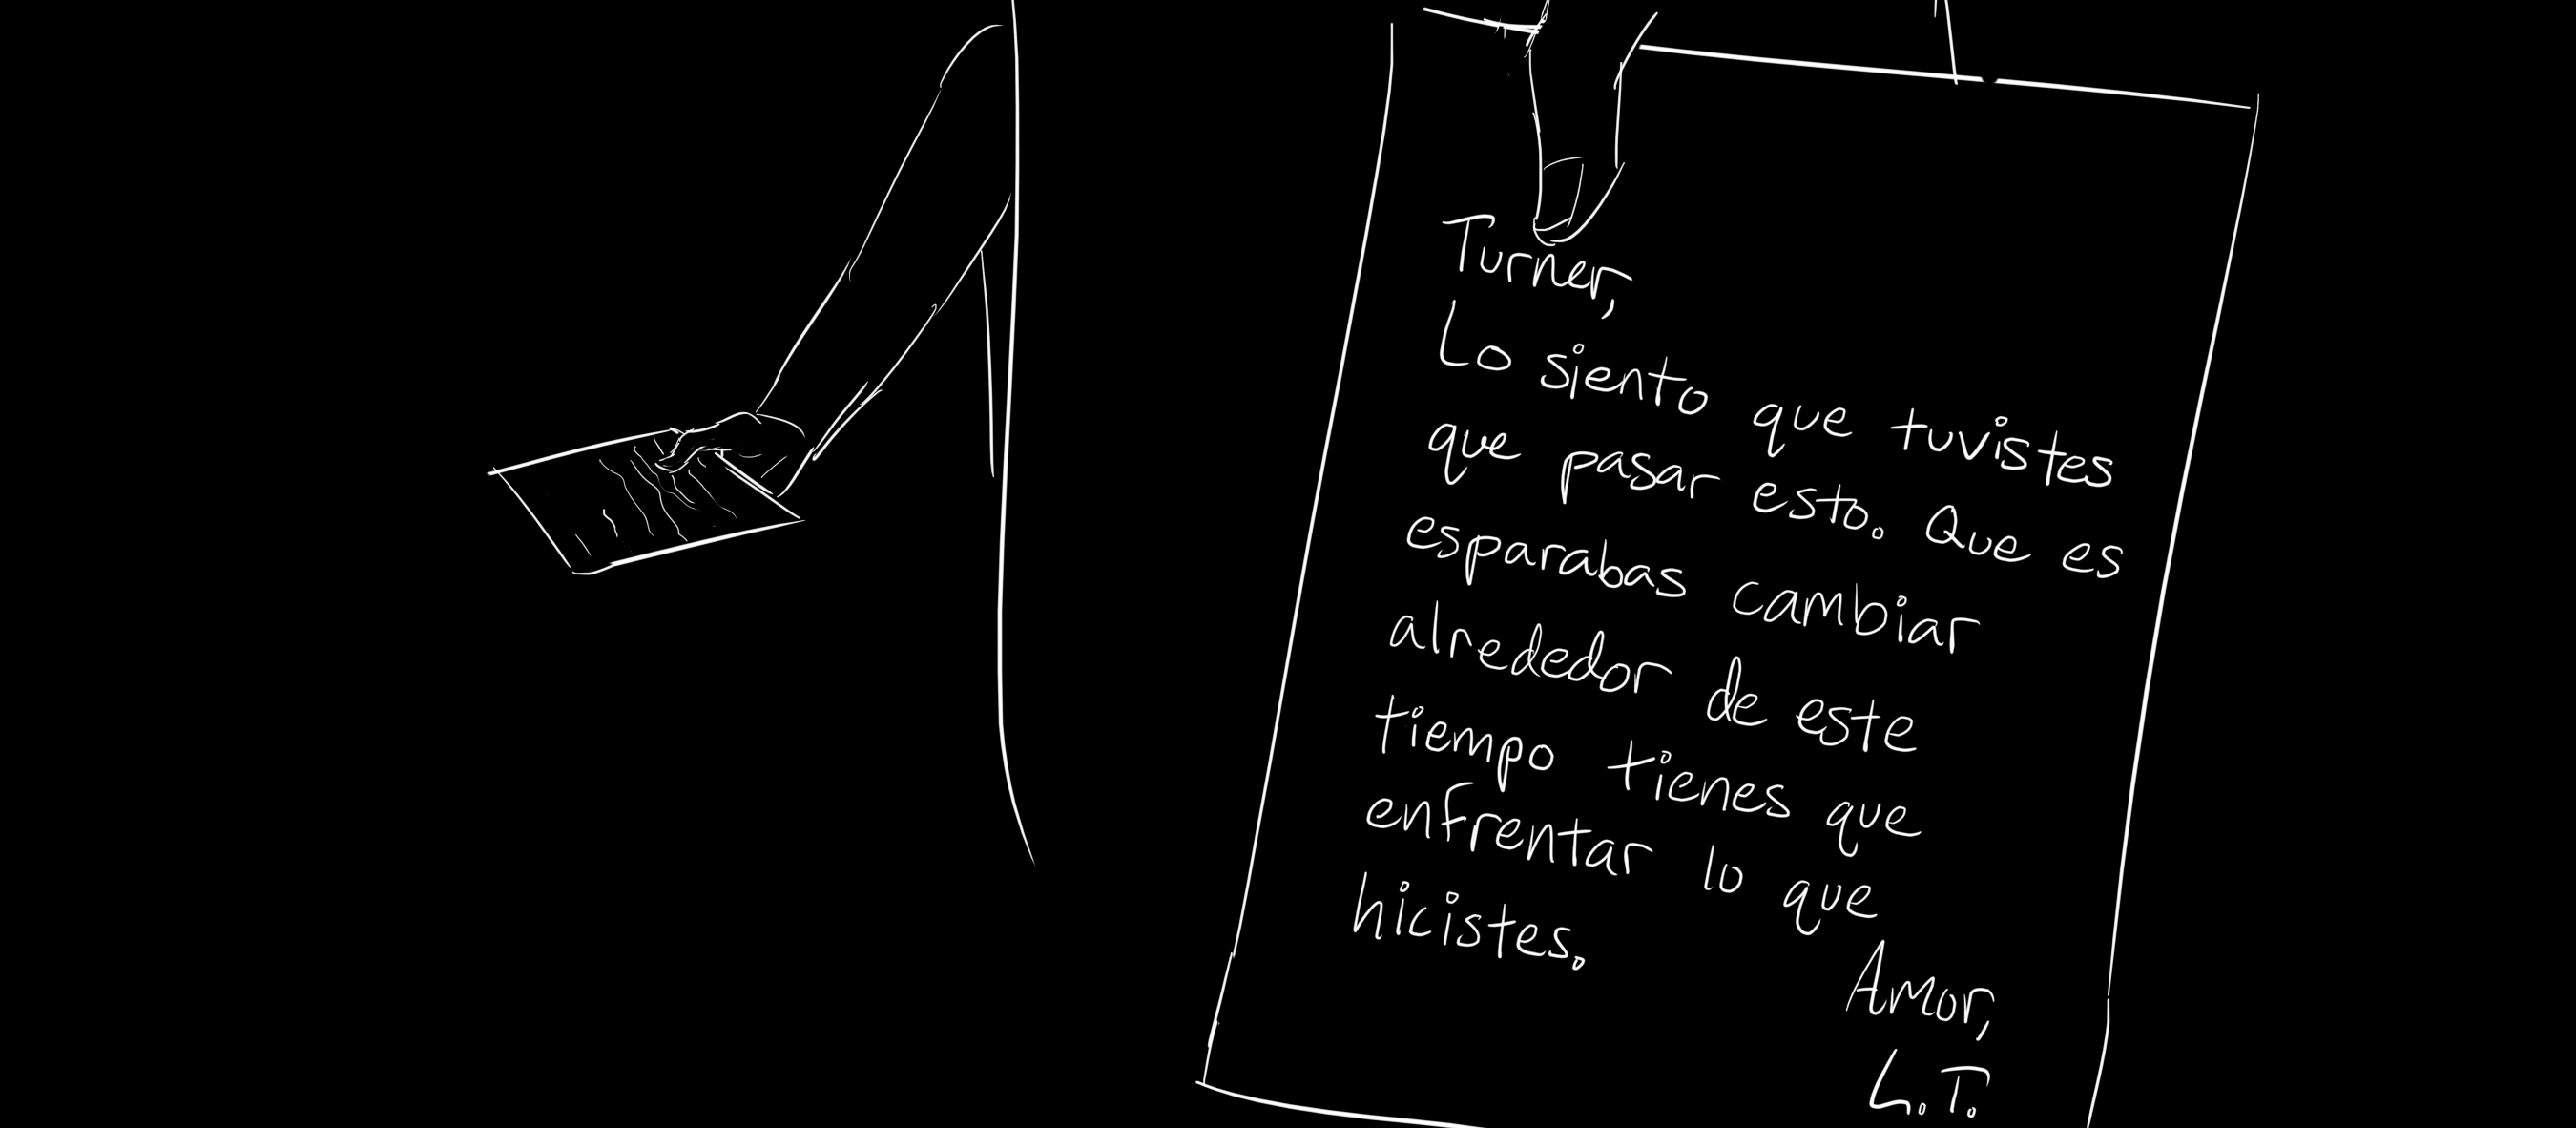 Turner,
Lo siento que tuvistes
que pasar esto. Que es
esparabas cambiar
alrededor de este
tiempo tienes que
enfrentar lo que
hicistes.
Amor,
L.T.